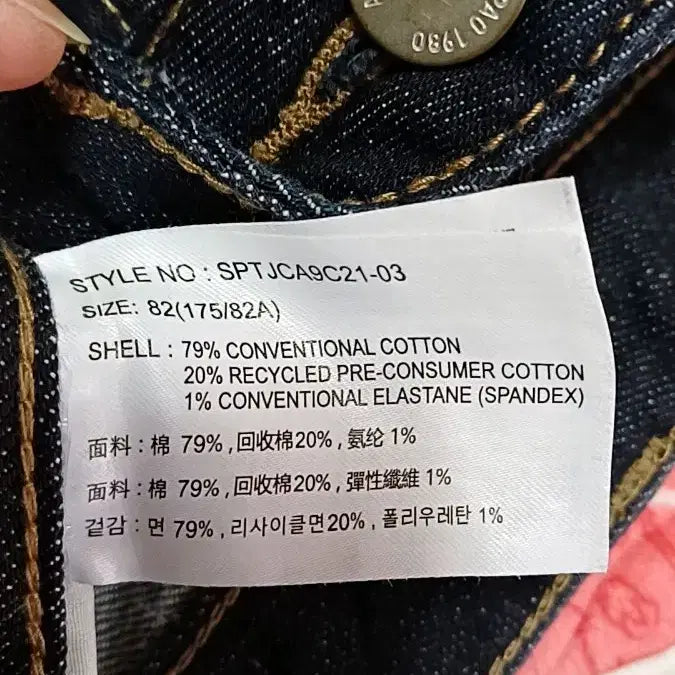 PAO 1980
STYLE NO : SPTJCA9C21-03
SIZE: 82(175/82A)
SHELL : 79% CONVENTIONAL COTTON
20% RECYCLED PRE-CONSUMER COTTON
1% CONVENTIONAL ELASTANE (SPANDEX)
面料 : 棉 79% , 回收棉20% , 氨纶 1%
面料 : 棉 79% , 回收棉20% , 彈性纖維 1%
겉감 : 면 79% , 리사이클면20% , 폴리우레탄 1%